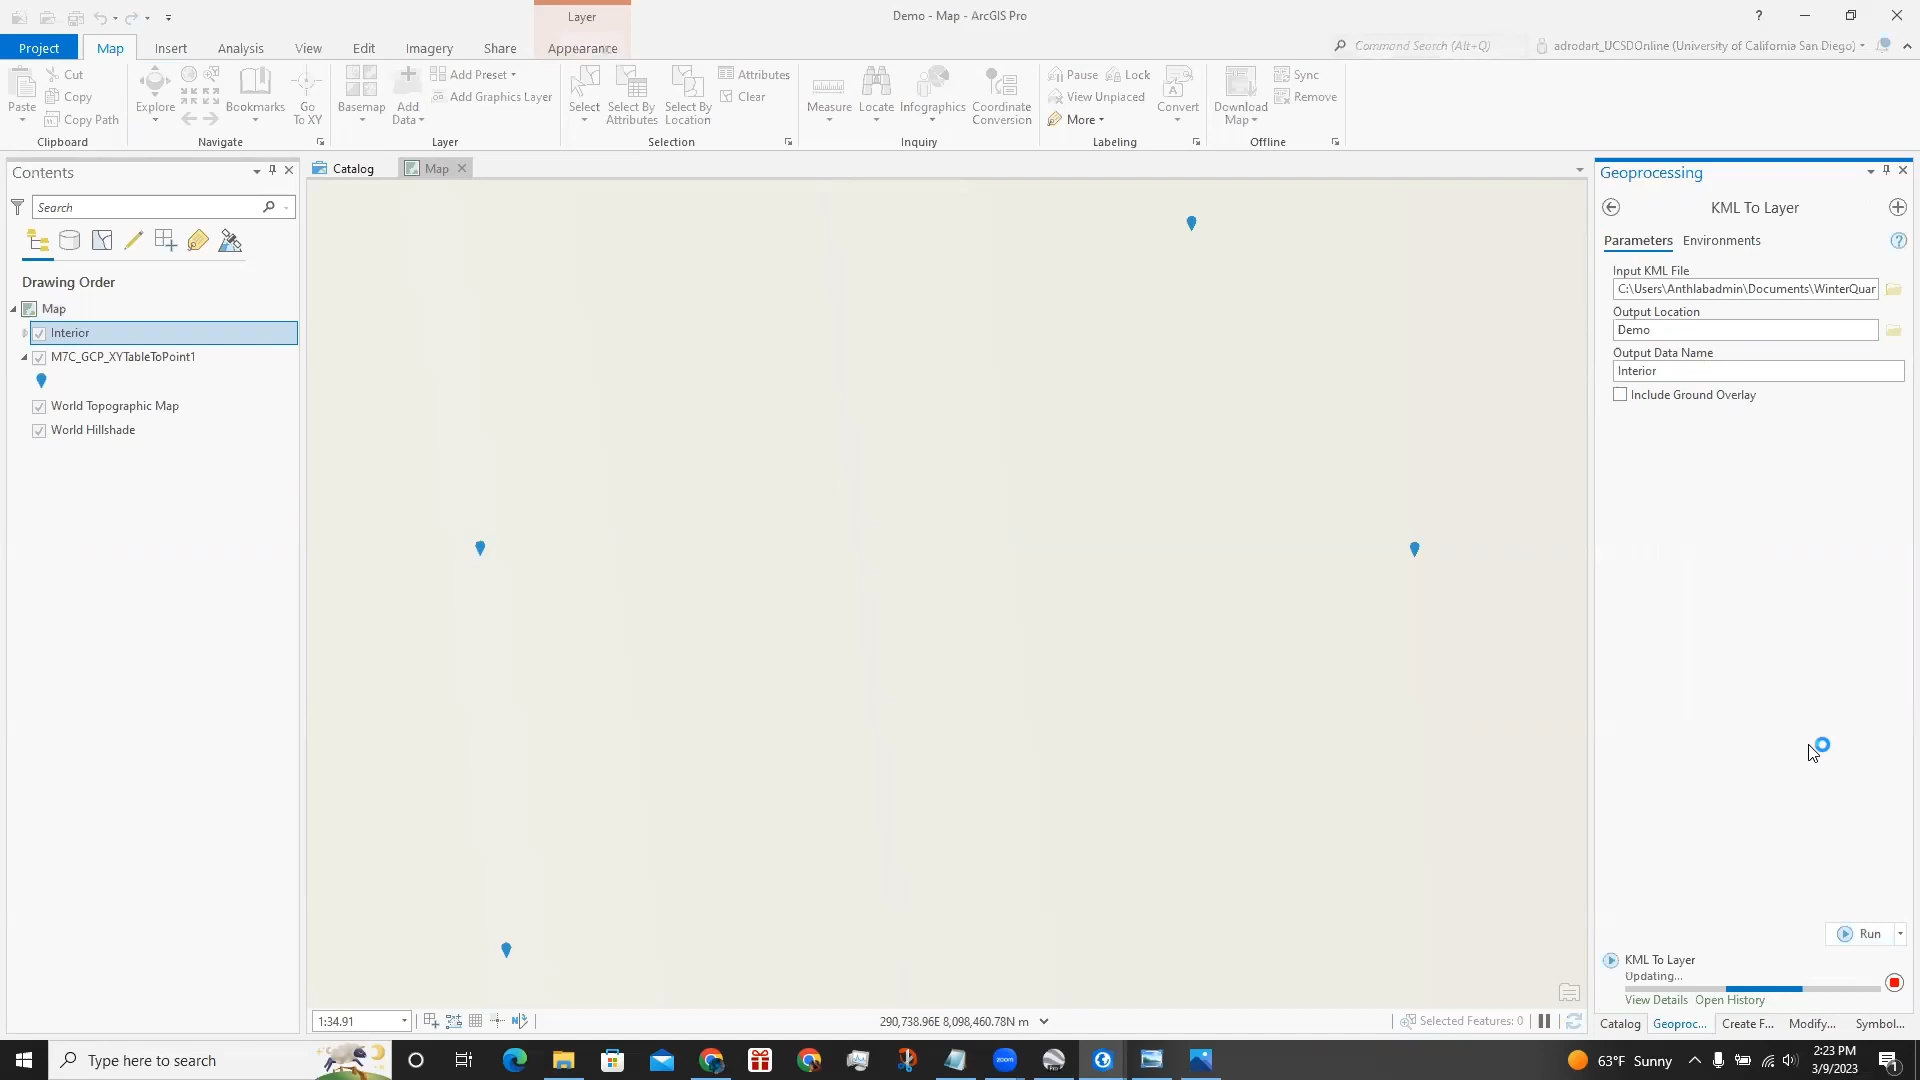 Layer
Demo - Map - ArcGIS Pro
?
Project
Map
Insert
Analysis
View
Edit
Imagery
Share
Appearance
Command Search (Alt+Q)
adrodart_UCSDOnline (University of California San Diego)
Paste
Cut
Copy
Copy Path
Clipboard
Explore
Bookmarks
Go
To XY
Navigate
Basemap
Add
Data
Add Preset
Add Graphics Layer
Layer
Select
Select By
Attributes
Select By
Location
Attributes
Clear
Selection
Measure
Locate
Infographics
Coordinate
Conversion
Inquiry
Pause
Lock
View Unplaced
More
Convert
Labeling
Download
Map
Sync
Remove
Offline
Contents
Search
Drawing Order
Map
Interior
M7C_GCP_XYTableToPoint1
World Topographic Map
World Hillshade
Catalog
Map
1:34.91
290,738.96E 8,098,460.78N m
Selected Features: 0
Geoprocessing
KML To Layer
Parameters
Environments
?
Input KML File
C:\Users\Anthlabadmin\Documents\WinterQuar
Output Location
Demo
Output Data Name
Interior
Include Ground Overlay
Run
KML To Layer
Updating...
View Details Open History
Catalog
Geoproc...
Create F...
Modify...
Symbol...
Type here to search
zoom
PRO
63°F Sunny
2:23 PM
3/9/2023
1